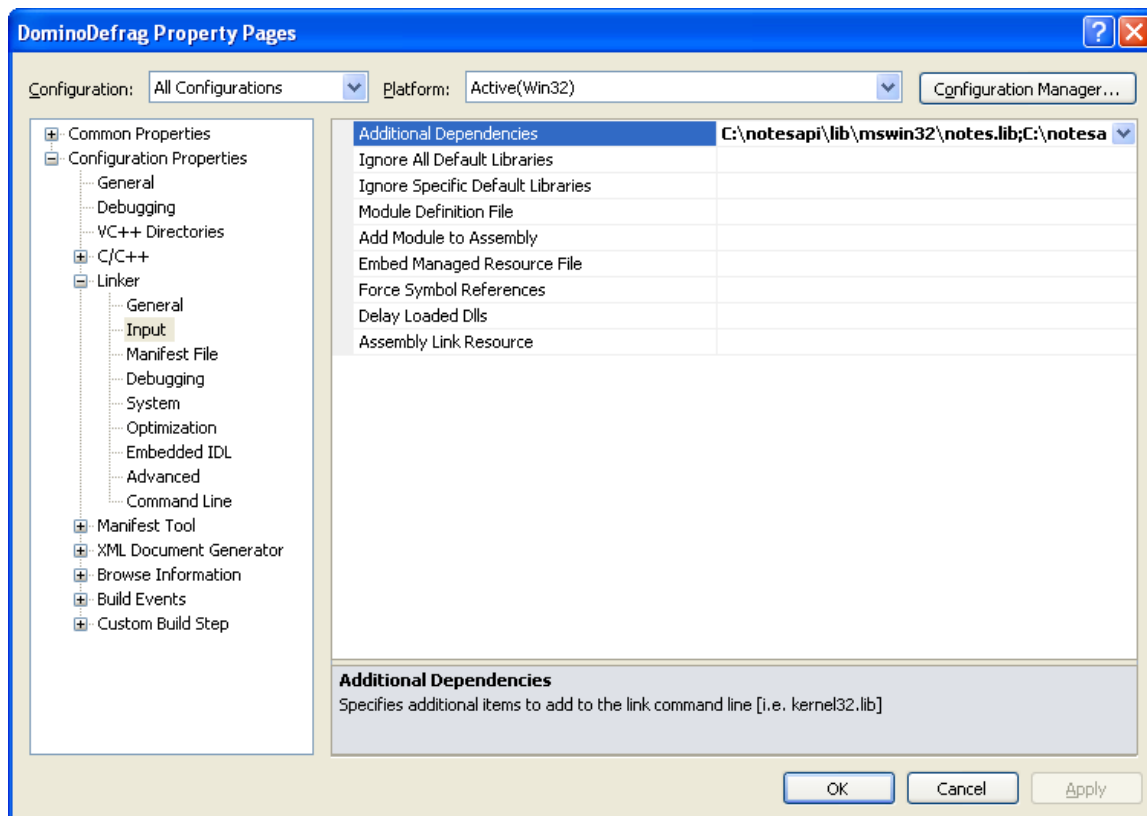 DominoDefrag Property Pages
Configuration: All Configurations Platform: Active(Win32) Configuration Manager...
Common Properties
Configuration Properties
General
Debugging
VC++ Directories
C/C++
Linker
General
Input
Manifest File
Debugging
System
Optimization
Embedded IDL
Advanced
Command Line
Manifest Tool
XML Document Generator
Browse Information
Build Events
Custom Build Step
Additional Dependencies C:\notesapi\lib\mswin32\notes.lib;C:\notesa
Ignore All Default Libraries
Ignore Specific Default Libraries
Module Definition File
Add Module to Assembly
Embed Managed Resource File
Force Symbol References
Delay Loaded Dlls
Assembly Link Resource
Additional Dependencies
Specifies additional items to add to the link command line [i.e. kernel32.lib]
OK Cancel Apply